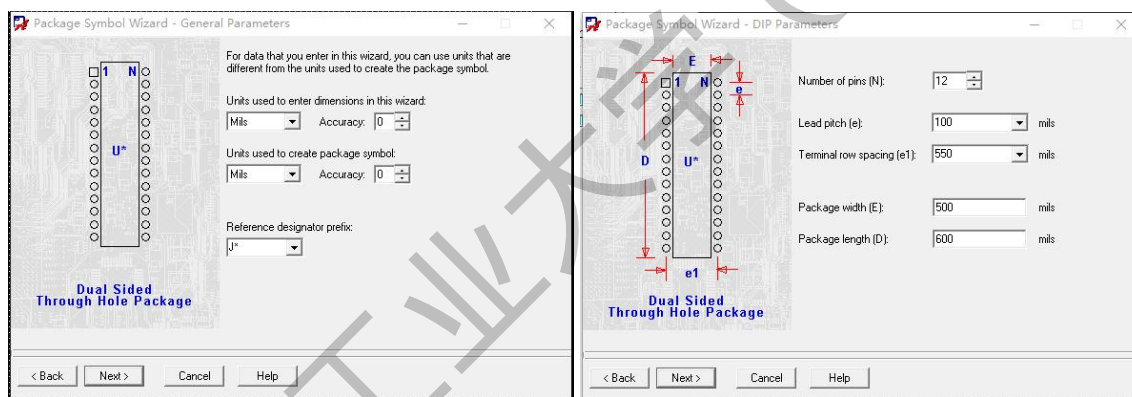 Package Symbol Wizard - General Parameters
For data that you enter in this wizard, you can use units that are
different from the units used to create the package symbol.
Units used to enter dimensions in this wizard:
Mils Accuracy: 0
Units used to create package symbol:
Mils Accuracy: 0
Reference designator prefix:
J*
1 N
U*
Dual Sided
Through Hole Package
< Back Next > Cancel Help
Package Symbol Wizard - DIP Parameters
E
1 N
e
D U*
e1
Dual Sided
Through Hole Package
Number of pins (N): 12
Lead pitch (e): 100 mils
Terminal row spacing (e1): 550 mils
Package width (E): 500 mils
Package length (D): 600 mils
< Back Next > Cancel Help
工业大学